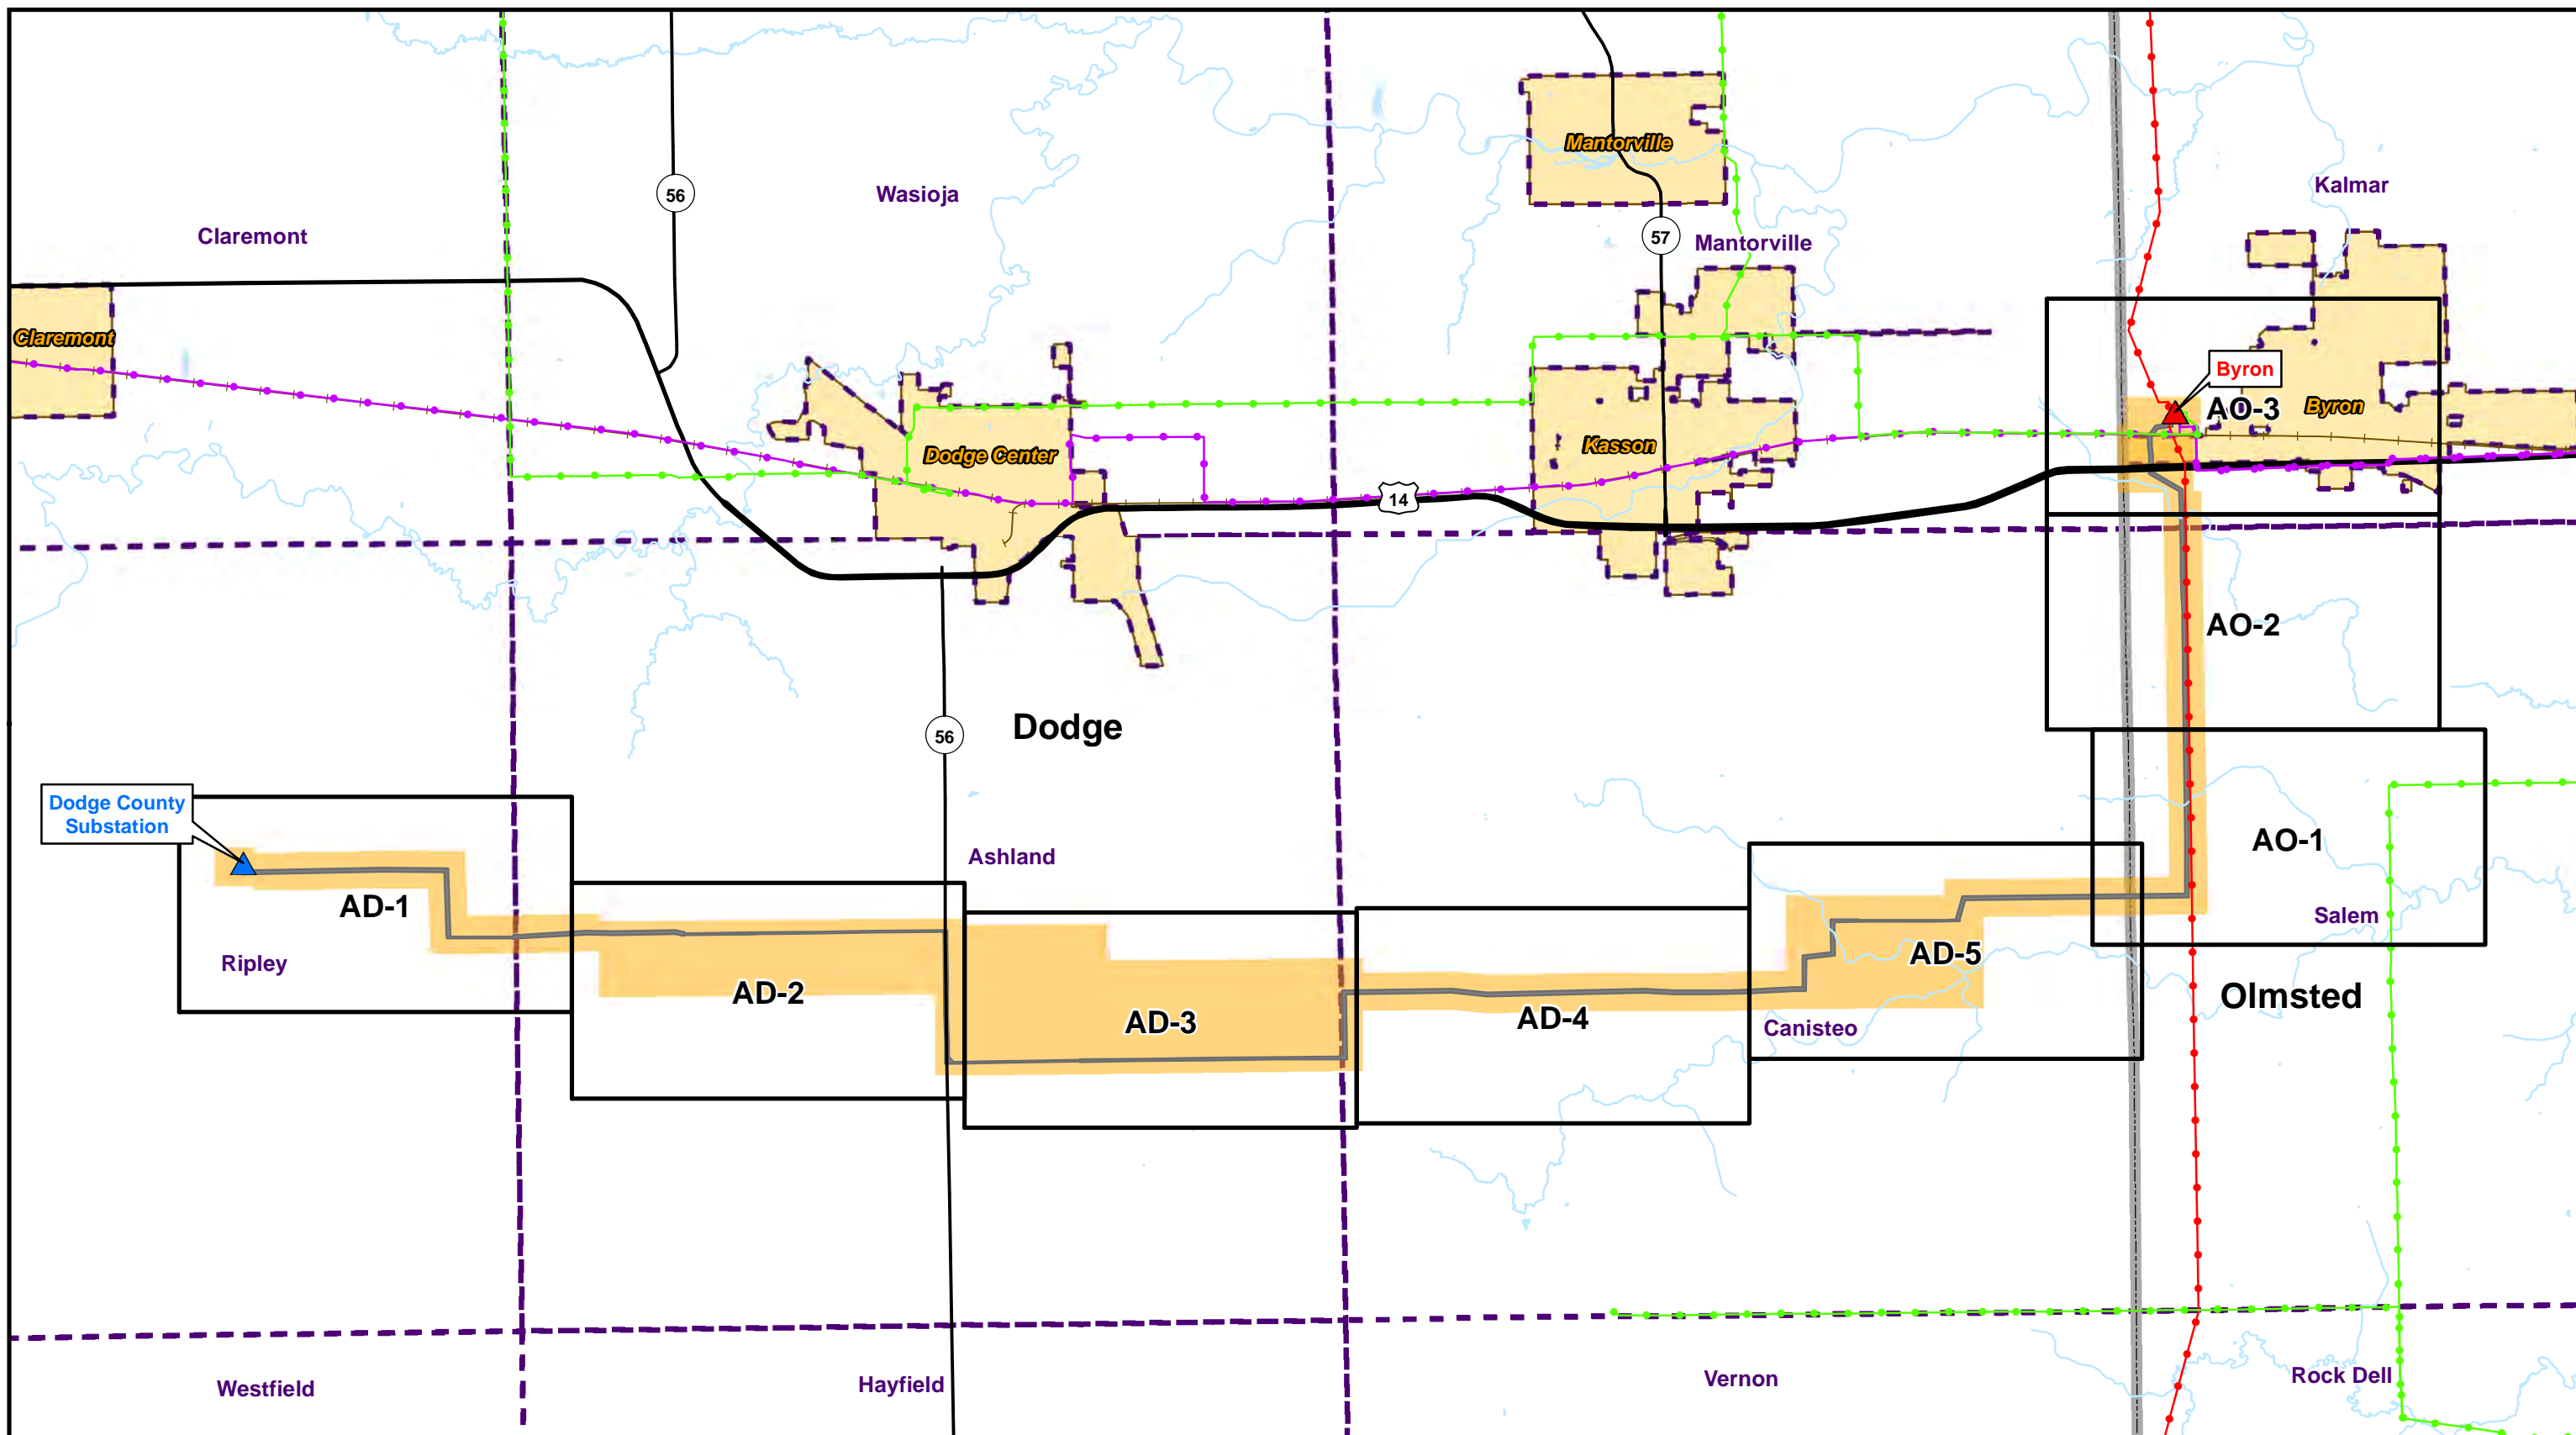 Mantorville
Kalmar
56
Wasioja
Claremont
57
Mantorville
Claremont
Byron
AO-3
Byron
Dodge Center
Kasson
14
AO-2
Dodge
56
Dodge County
Substation
Ashland
AO-1
AD-1
Salem
Ripley
AD-5
AD-2
Olmsted
AD-3
AD-4
Canisteo
Westfield
Hayfield
Vernon
Rock Dell